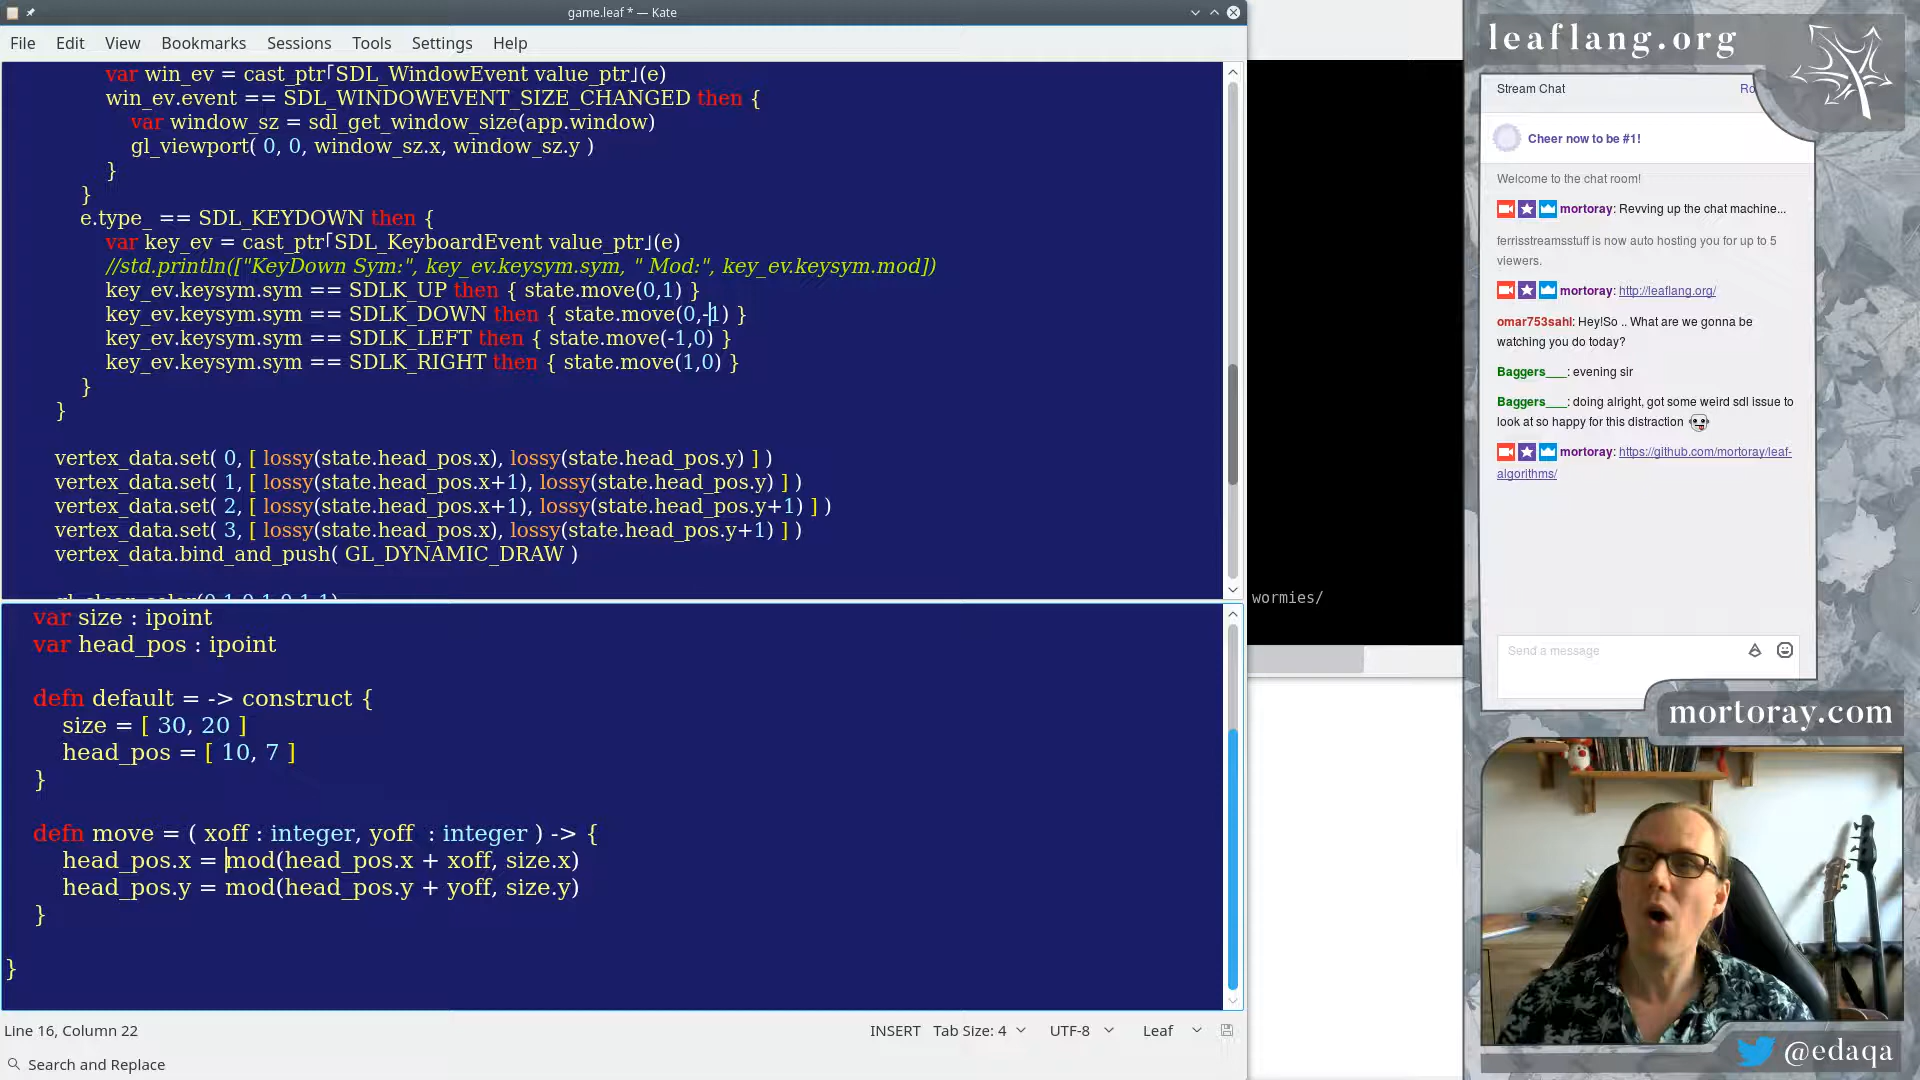 game.leaf * — Kate
File Edit View Bookmarks Sessions Tools Settings Help
var win_ev = cast_ptr｢SDL_WindowEvent value_ptr｣(e)
win_ev.event == SDL_WINDOWEVENT_SIZE_CHANGED then {
var window_sz = sdl_get_window_size(app.window)
gl_viewport( 0, 0, window_sz.x, window_sz.y )
}
}
e.type_ == SDL_KEYDOWN then {
var key_ev = cast_ptr｢SDL_KeyboardEvent value_ptr｣(e)
//std.println(["KeyDown Sym:", key_ev.keysym.sym, " Mod:", key_ev.keysym.mod])
key_ev.keysym.sym == SDLK_UP then { state.move(0,1) }
key_ev.keysym.sym == SDLK_DOWN then { state.move(0,-1) }
key_ev.keysym.sym == SDLK_LEFT then { state.move(-1,0) }
key_ev.keysym.sym == SDLK_RIGHT then { state.move(1,0) }
}
}
vertex_data.set( 0, [ lossy(state.head_pos.x), lossy(state.head_pos.y) ] )
vertex_data.set( 1, [ lossy(state.head_pos.x+1), lossy(state.head_pos.y) ] )
vertex_data.set( 2, [ lossy(state.head_pos.x+1), lossy(state.head_pos.y+1) ] )
vertex_data.set( 3, [ lossy(state.head_pos.x), lossy(state.head_pos.y+1) ] )
vertex_data.bind_and_push( GL_DYNAMIC_DRAW )
var size : ipoint
var head_pos : ipoint
defn default = -> construct {
size = [ 30, 20 ]
head_pos = [ 10, 7 ]
}
defn move = ( xoff : integer, yoff  : integer ) -> {
head_pos.x = mod(head_pos.x + xoff, size.x)
head_pos.y = mod(head_pos.y + yoff, size.y)
}
}
Line 16, Column 22
INSERT Tab Size: 4 UTF-8 Leaf
Search and Replace
wormies/
leaflang.org
Stream Chat
Ro
Cheer now to be #1!
Welcome to the chat room!
mortoray: Revving up the chat machine...
ferrisstreamsstuff is now auto hosting you for up to 5
viewers.
mortoray: http://leaflang.org/
omar753sahl: Hey!So .. What are we gonna be
watching you do today?
Baggers___: evening sir
Baggers___: doing alright, got some weird sdl issue to
look at so happy for this distraction
mortoray: https://github.com/mortoray/leaf-
algorithms/
Send a message
mortoray.com
@edaqa